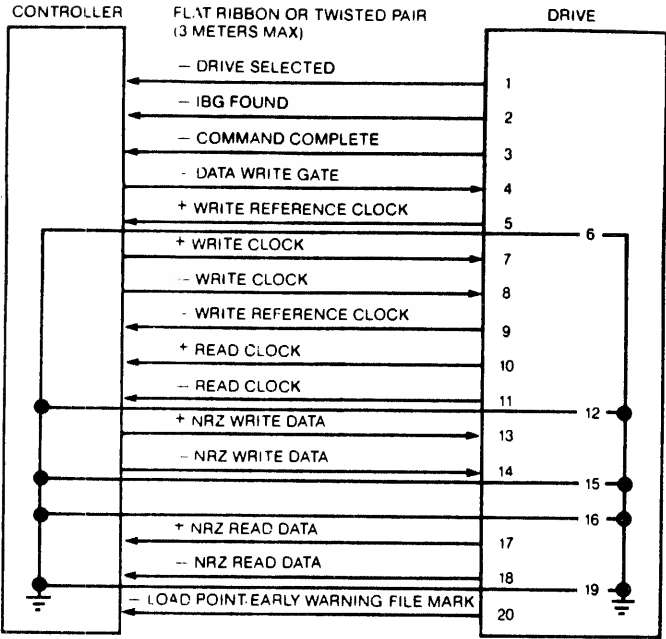 CONTROLLER
FLAT RIBBON OR TWISTED PAIR
(3 METERS MAX)
DRIVE
– DRIVE SELECTED
1
– IBG FOUND
2
– COMMAND COMPLETE
3
- DATA WRITE GATE
4
+ WRITE REFERENCE CLOCK
5
6
+ WRITE CLOCK
7
– WRITE CLOCK
8
- WRITE REFERENCE CLOCK
9
+ READ CLOCK
10
– READ CLOCK
11
12
+ NRZ WRITE DATA
13
– NRZ WRITE DATA
14
15
16
+ NRZ READ DATA
17
– NRZ READ DATA
18
19
– LOAD POINT/EARLY WARNING FILE MARK
20